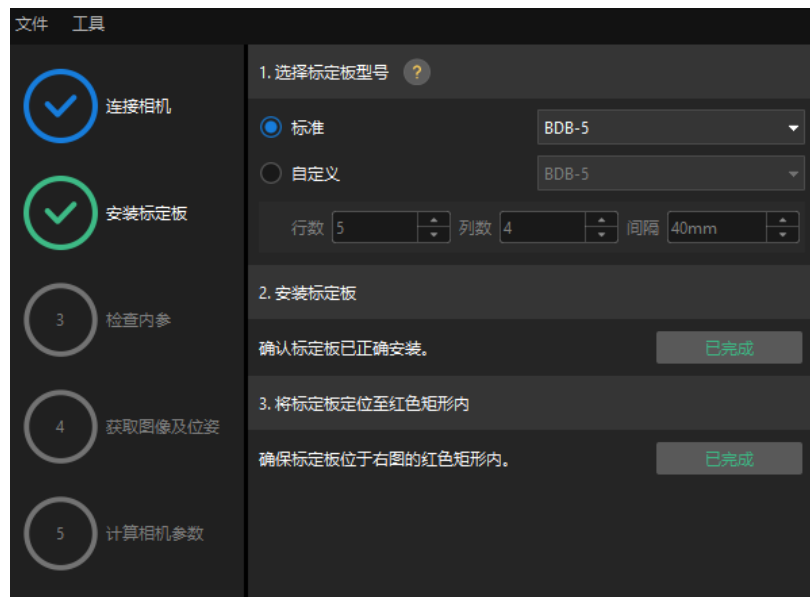 文件 工具
连接相机
安装标定板
3 检查内参
4 获取图像及位姿
5 计算相机参数
1. 选择标定板型号 ?
标准 BDB-5
自定义 BDB-5
行数 5 列数 4 间隔 40mm
2. 安装标定板
确认标定板已正确安装。 已完成
3. 将标定板定位至红色矩形内
确保标定板位于右图的红色矩形内。 已完成